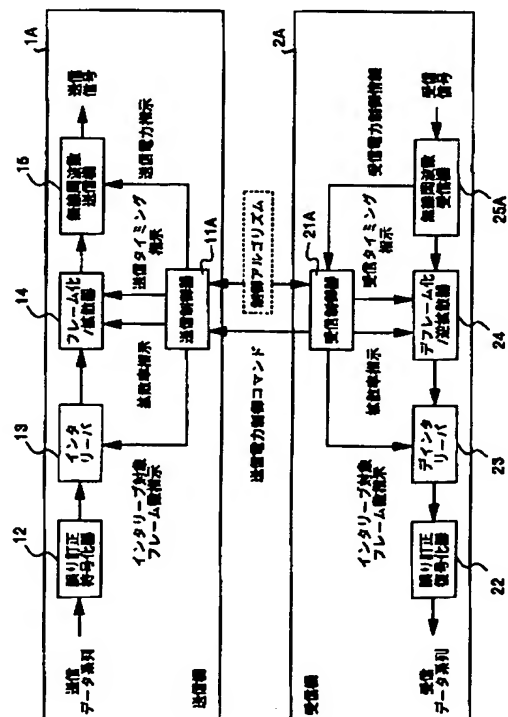 1A
送信
データ系列
12
誤り訂正
符号化器
13
インタ
リーバ
14
フレーム化
/拡散器
15
無線周波数
送信機
送信
信号
インタリーブ対象
フレーム数指示
拡散率指示
送信タイミング
指示
送信電力指示
送信制御器
11A
送信機
送信電力制御コマンド
制御アルゴリズム
2A
受信機
21A
受信制御器
インタリーブ対象
フレーム数指示
拡散率指示
受信タイミング
指示
受信電力制御情報
受信
データ系列
誤り訂正
復号化器
22
デインタ
リーバ
23
デフレーム化
/逆拡散器
24
無線周波数
受信機
25A
受信
信号